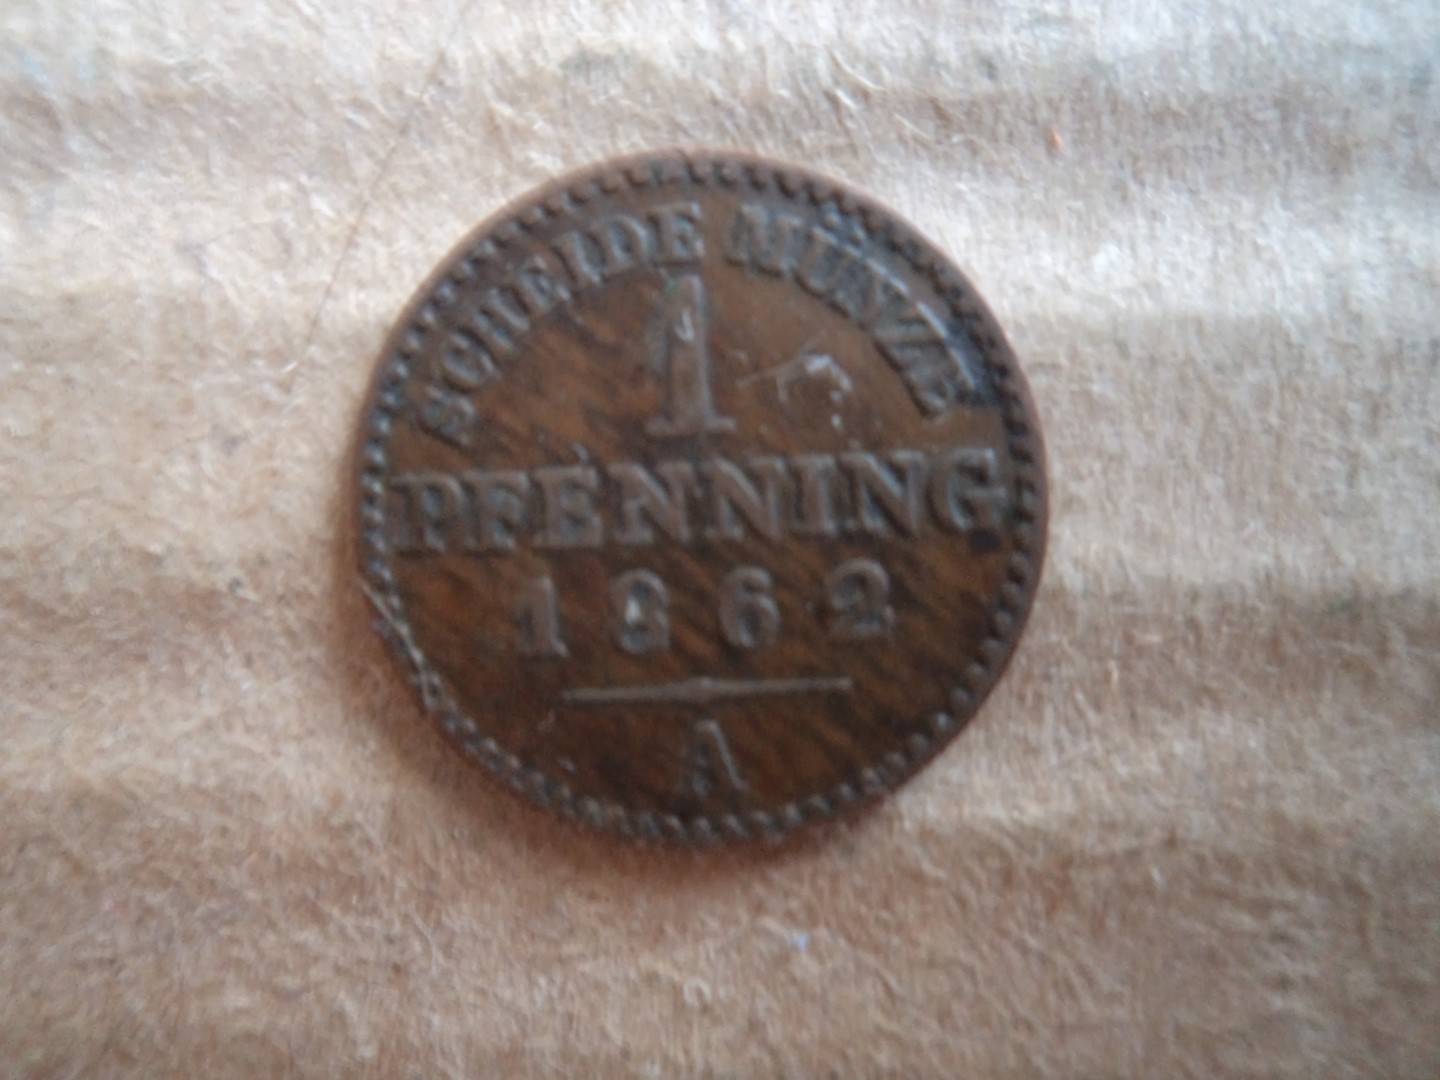 SCHEIDE MÜNZE
1
PFENNING
1862
A